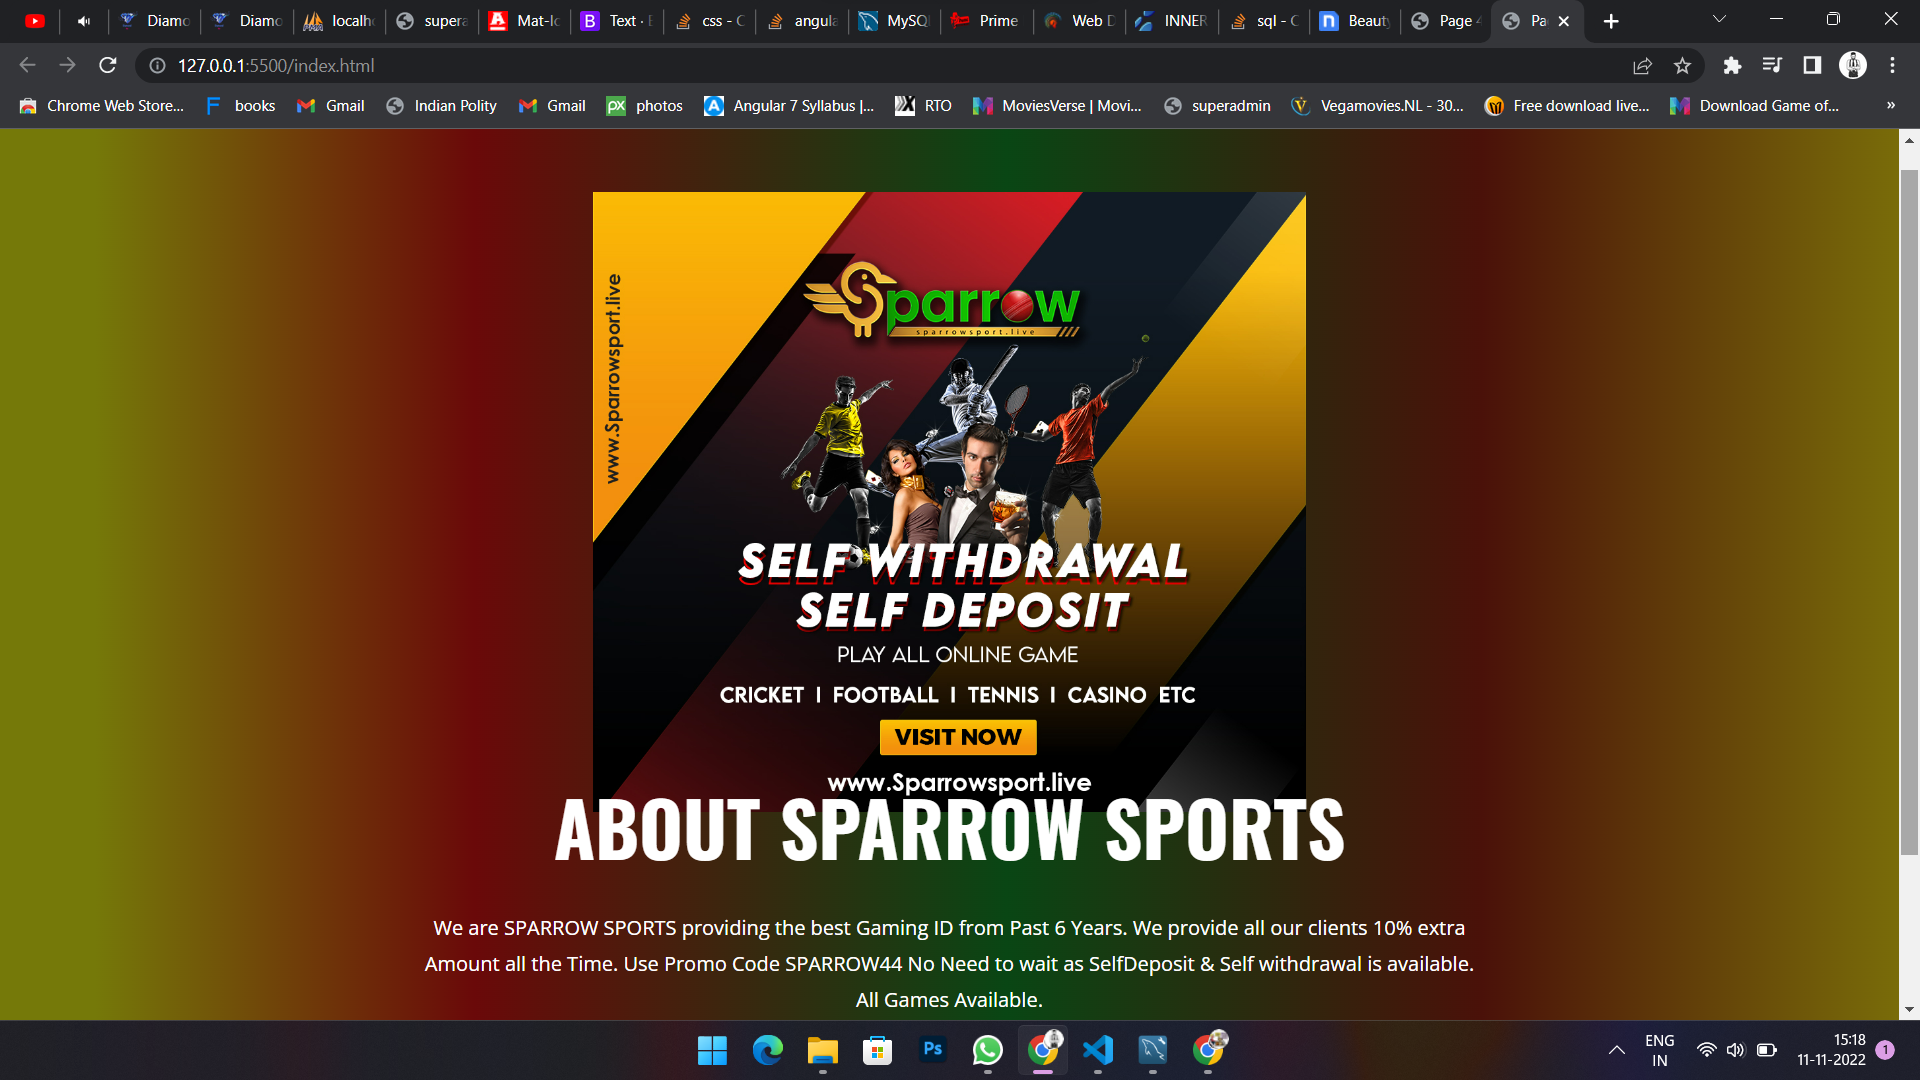 Diamo
Diamo
localho
supera
Mat-Ic
Text · B
css - C
angula
MySQL
Prime
Web D
INNER
sql - C
Beauty
Page 4
Pa
127.0.0.1:5500/index.html
Chrome Web Store...
books
Gmail
Indian Polity
Gmail
photos
Angular 7 Syllabus |...
RTO
MoviesVerse | Movi...
superadmin
Vegamovies.NL - 30...
Free download live...
Download Game of...
»
www.Sparrowsport.live
Sparrow
sparrowsport.live
SELF WITHDRAWAL
SELF DEPOSIT
PLAY ALL ONLINE GAME
CRICKET | FOOTBALL | TENNIS | CASINO ETC
VISIT NOW
www.Sparrowsport.live
ABOUT SPARROW SPORTS
We are SPARROW SPORTS providing the best Gaming ID from Past 6 Years. We provide all our clients 10% extra
Amount all the Time. Use Promo Code SPARROW44 No Need to wait as SelfDeposit & Self withdrawal is available.
All Games Available.
Ps
ENG
IN
15:18
11-11-2022
1